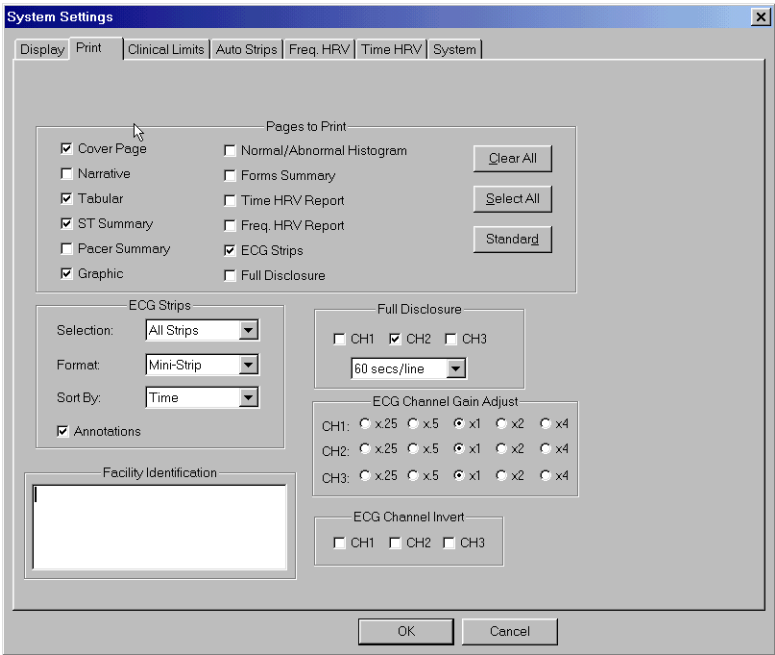 System Settings
Display Print Clinical Limits Auto Strips Freq. HRV Time HRV System
Pages to Print
Cover Page
Narrative
Tabular
ST Summary
Pacer Summary
Graphic
Normal/Abnormal Histogram
Forms Summary
Time HRV Report
Freq. HRV Report
ECG Strips
Full Disclosure
Clear All
Select All
Standard
ECG Strips
Selection: All Strips
Format: Mini-Strip
Sort By: Time
Annotations
Full Disclosure
CH1 CH2 CH3
60 secs/line
ECG Channel Gain Adjust
CH1: x.25 x.5 x1 x2 x4
CH2: x.25 x.5 x1 x2 x4
CH3: x.25 x.5 x1 x2 x4
Facility Identification
ECG Channel Invert
CH1 CH2 CH3
OK Cancel